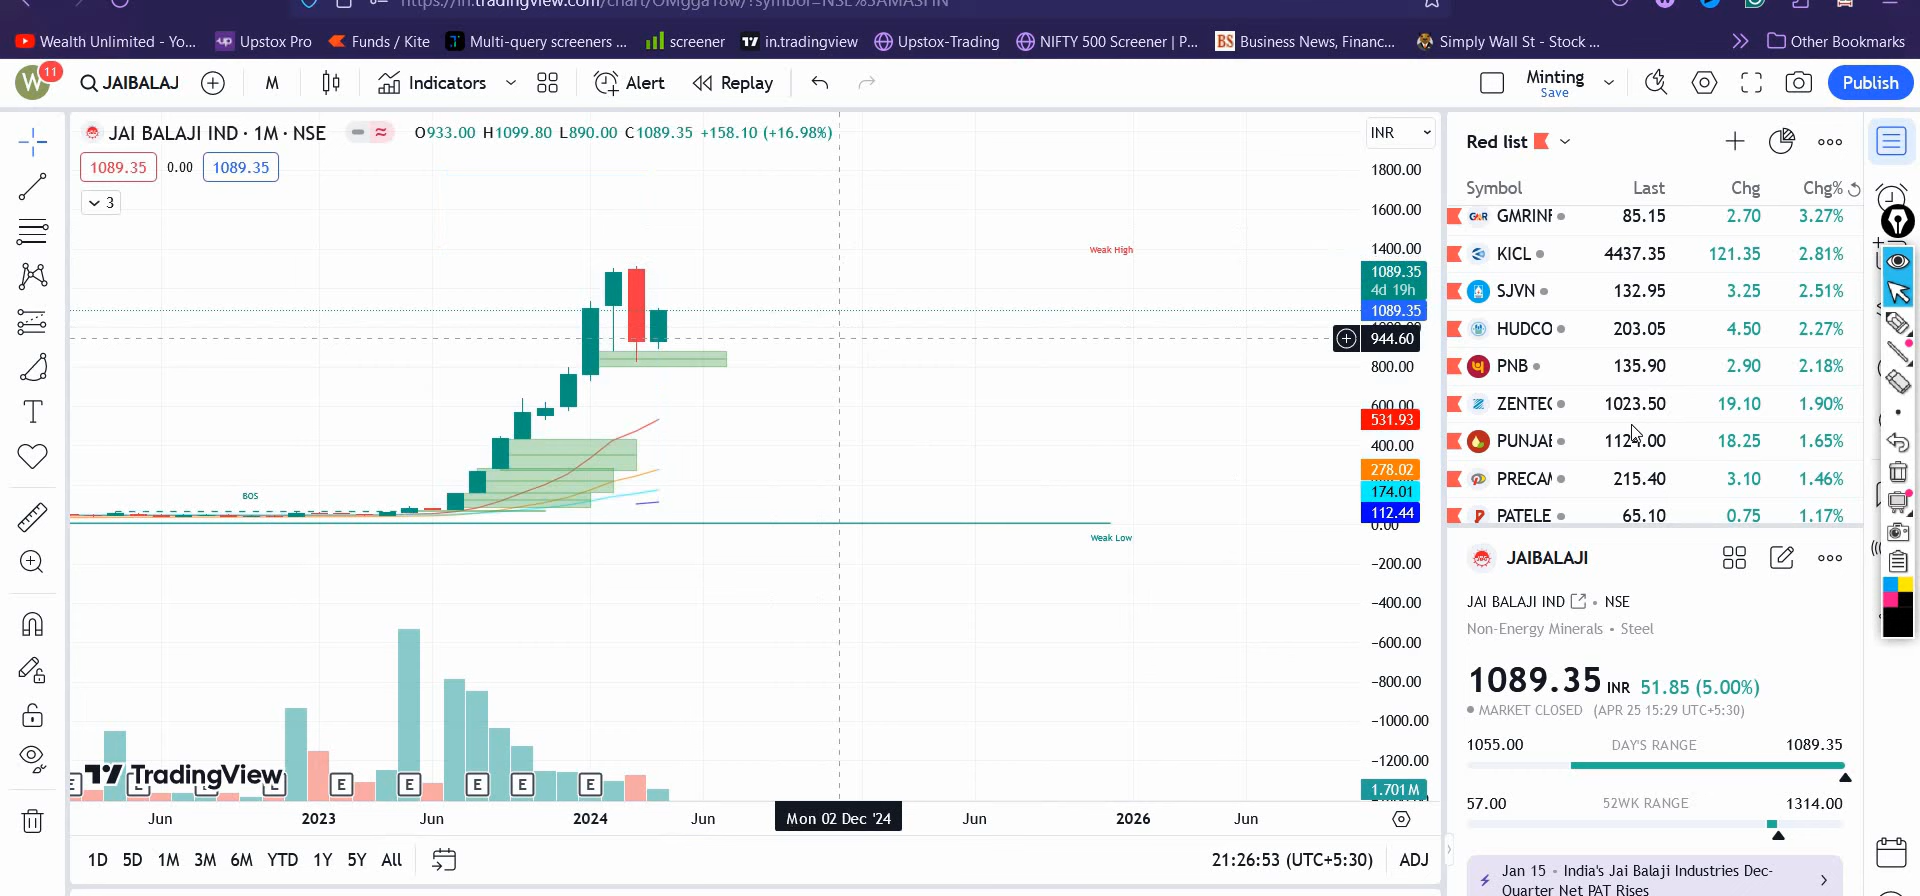 Wealth Unlimited - Yo...
Upstox Pro
Funds / Kite
Multi-query screeners ...
screener
in.tradingview
Upstox-Trading
NIFTY 500 Screener | P...
Business News, Financ...
Simply Wall St - Stock ...
Other Bookmarks
W
11
JAIBALAJ
M
Indicators
Alert
Replay
Minting
Save
Publish
JAI BALAJI IND · 1M · NSE
O933.00 H1099.80 L890.00 C1089.35 +158.10 (+16.98%)
INR
1089.35
0.00
1089.35
3
1800.00
1600.00
1400.00
1089.35
4d 19h
1089.35
944.60
800.00
600.00
531.93
400.00
278.02
174.01
112.44
0.00
−200.00
−400.00
−600.00
−800.00
−1000.00
−1200.00
1.701M
Weak High
BOS
Weak Low
TradingView
E E E E E
Jun 2023 Jun 2024 Jun Mon 02 Dec '24 Jun 2026 Jun
1D 5D 1M 3M 6M YTD 1Y 5Y All
21:26:53 (UTC+5:30) ADJ
Red list
Symbol Last Chg Chg%
GMRINF 85.15 2.70 3.27%
KICL 4437.35 121.35 2.81%
SJVN 132.95 3.25 2.51%
HUDCO 203.05 4.50 2.27%
PNB 135.90 2.90 2.18%
ZENTEC 1023.50 19.10 1.90%
PUNJAB 1124.00 18.25 1.65%
PRECAM 215.40 3.10 1.46%
PATELE 65.10 0.75 1.17%
JAIBALAJI
JAI BALAJI IND • NSE
Non-Energy Minerals • Steel
1089.35 INR 51.85 (5.00%)
MARKET CLOSED (APR 25 15:29 UTC+5:30)
1055.00 DAY'S RANGE 1089.35
57.00 52WK RANGE 1314.00
Jan 15 • India's Jai Balaji Industries Dec-
Quarter Net PAT Rises